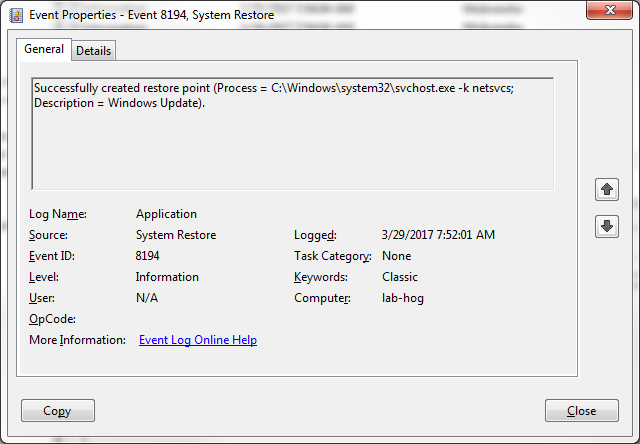 Event Properties - Event 8194, System Restore
General
Details
Successfully created restore point (Process = C:\Windows\system32\svchost.exe -k netsvcs;
Description = Windows Update).
Log Name: Application
Source: System Restore Logged: 3/29/2017 7:52:01 AM
Event ID: 8194 Task Category: None
Level: Information Keywords: Classic
User: N/A Computer: lab-hog
OpCode:
More Information: Event Log Online Help
Copy
Close